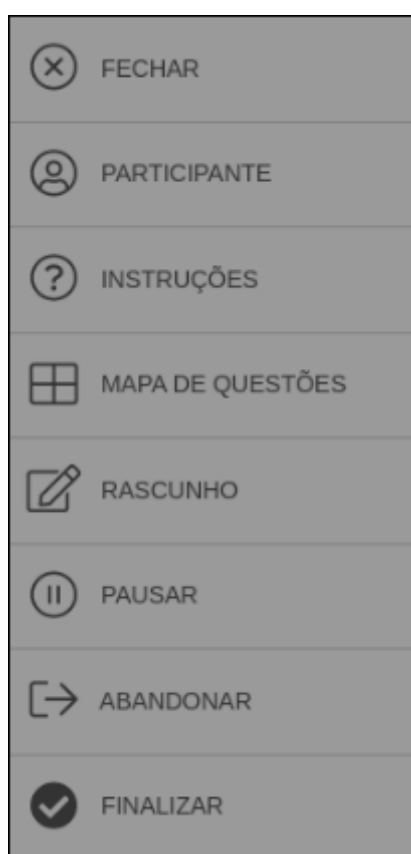 FECHAR
PARTICIPANTE
INSTRUÇÕES
MAPA DE QUESTÕES
RASCUNHO
PAUSAR
ABANDONAR
FINALIZAR